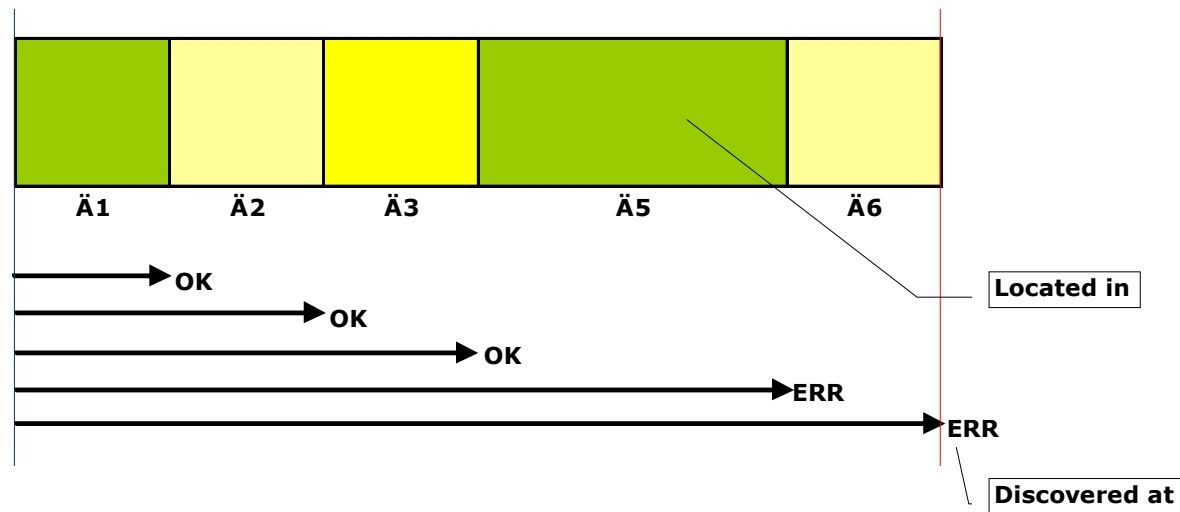 Ä1 Ä2 Ä3 Ä5 Ä6
OK
Located in
OK
OK
ERR
ERR
Discovered at